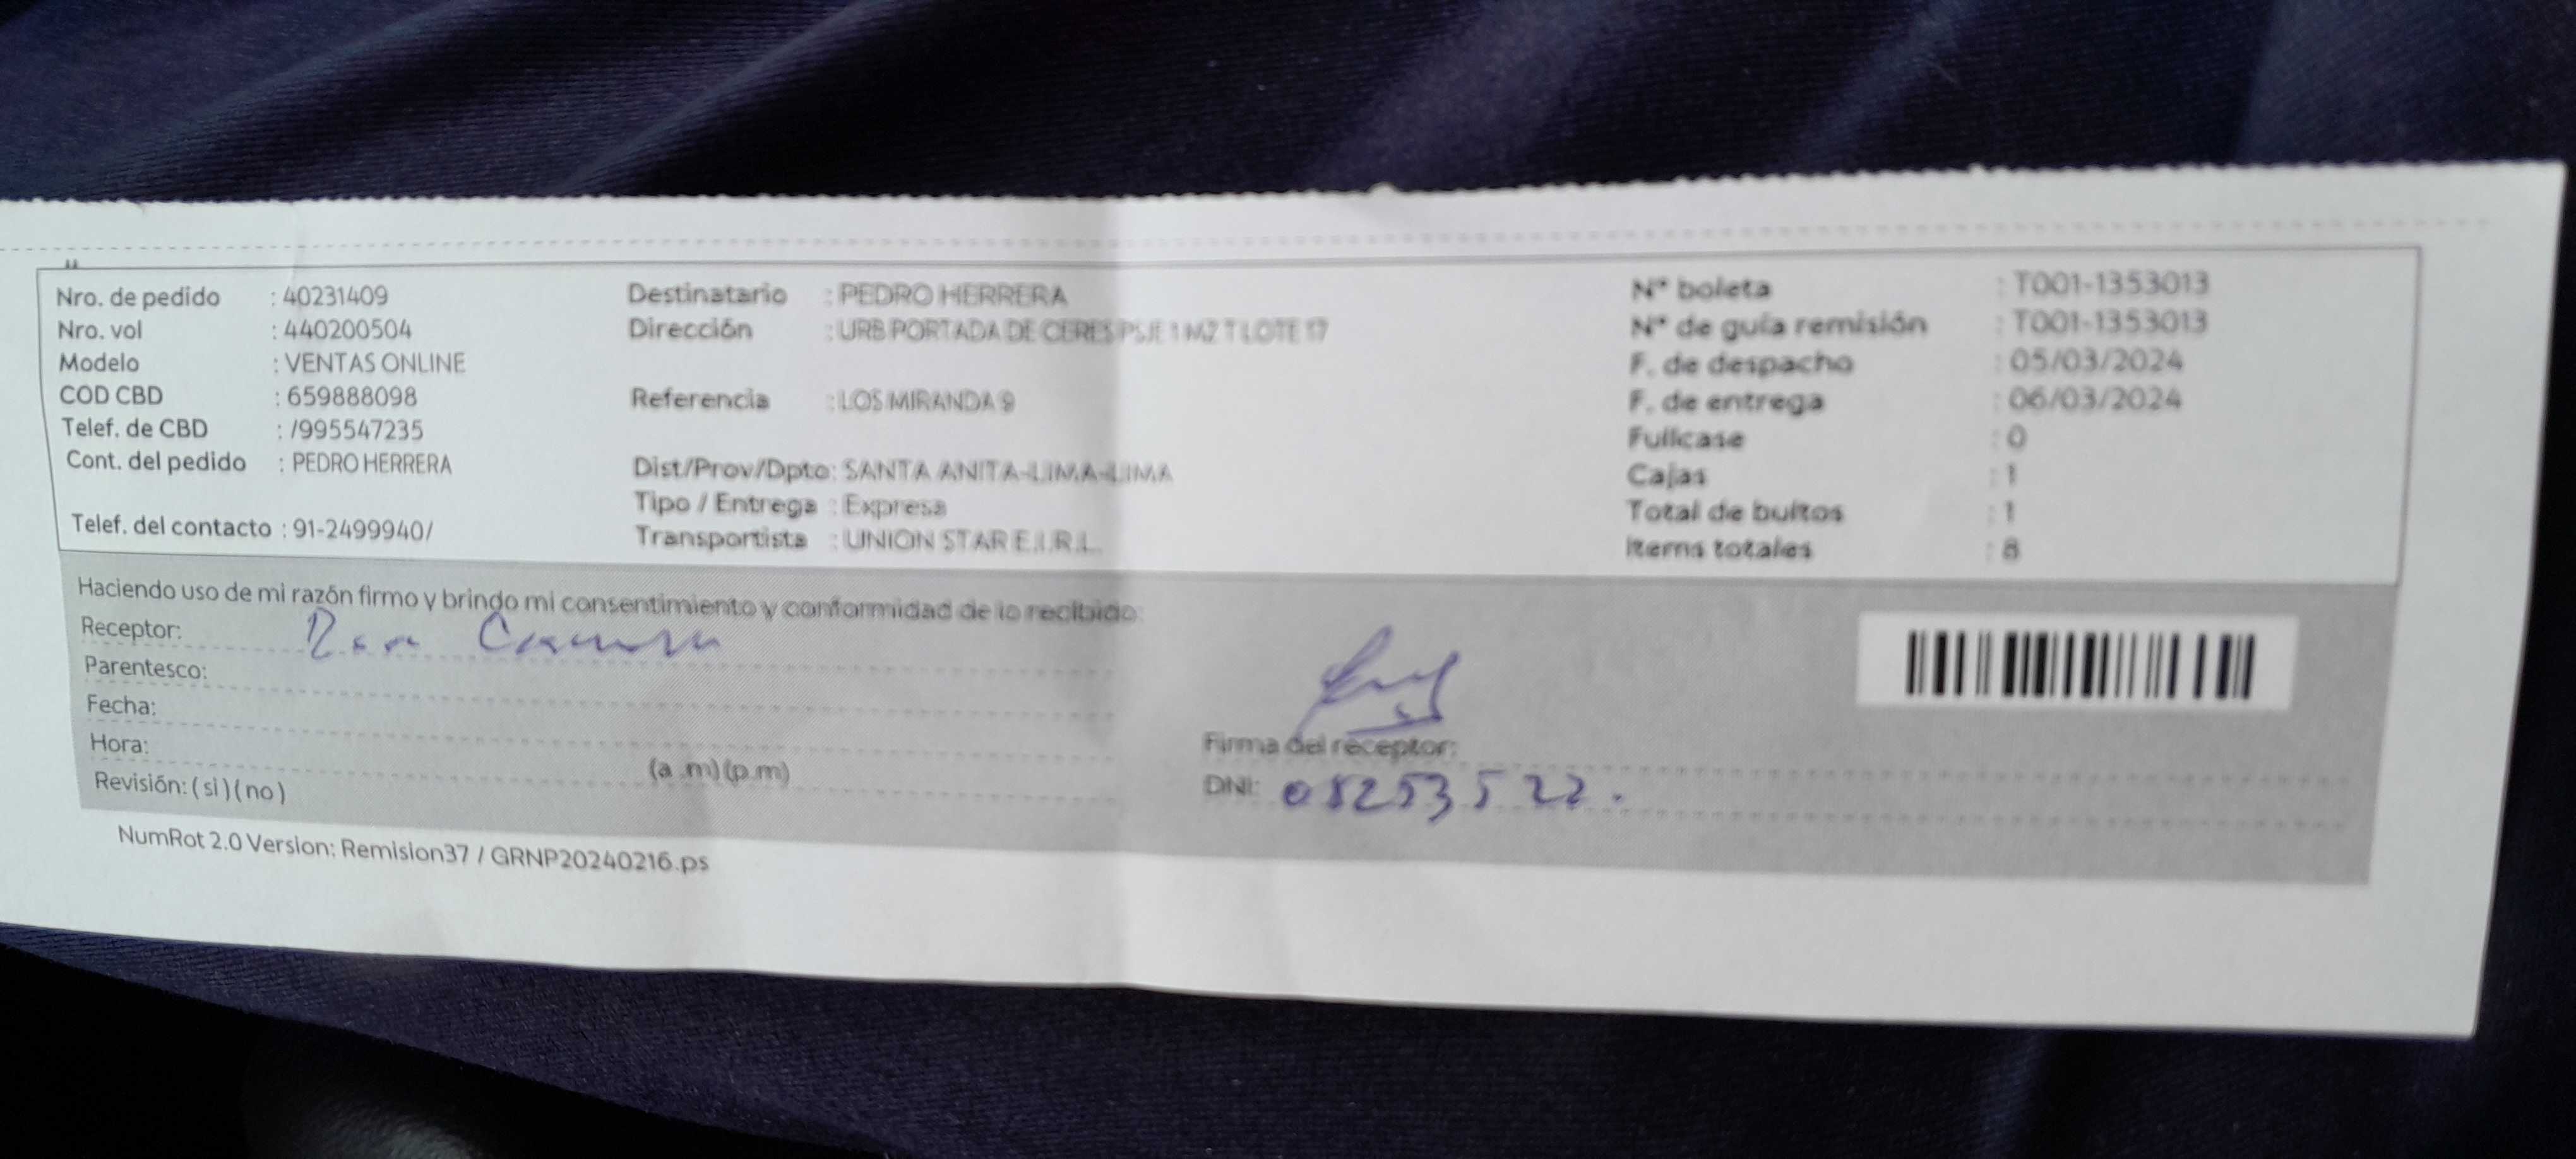 Nro. de pedido : 40231409
Nro. vol : 440200504
Modelo : VENTAS ONLINE
COD CBD : 659888098
Telef. de CBD : /995547235
Cont. del pedido : PEDRO HERRERA
Telef. del contacto : 91-2499940/
Destinatario : PEDRO HERRERA
Dirección : URB PORTADA DE CERES PSJE 1 MZ T LOTE 17
Referencia : LOS MIRANDA 9
Dist/Prov/Dpto: SANTA ANITA-LIMA-LIMA
Tipo / Entrega : Expresa
Transportista : UNION STAR E.I.R.L.
N° boleta : T001-1353013
N° de guía remisión : T001-1353013
F. de despacho : 05/03/2024
F. de entrega : 06/03/2024
Fullcase : 0
Cajas : 1
Total de bultos : 1
Items totales : 8
Haciendo uso de mi razón firmo y brindo mi consentimiento y conformidad de lo recibido:
Receptor:
Parentesco:
Fecha:
Hora: (a .m) (p.m)
Revisión: ( si ) ( no )
Firma del receptor:
DNI: 08253522.
NumRot 2.0 Version: Remision37 / GRNP20240216.ps